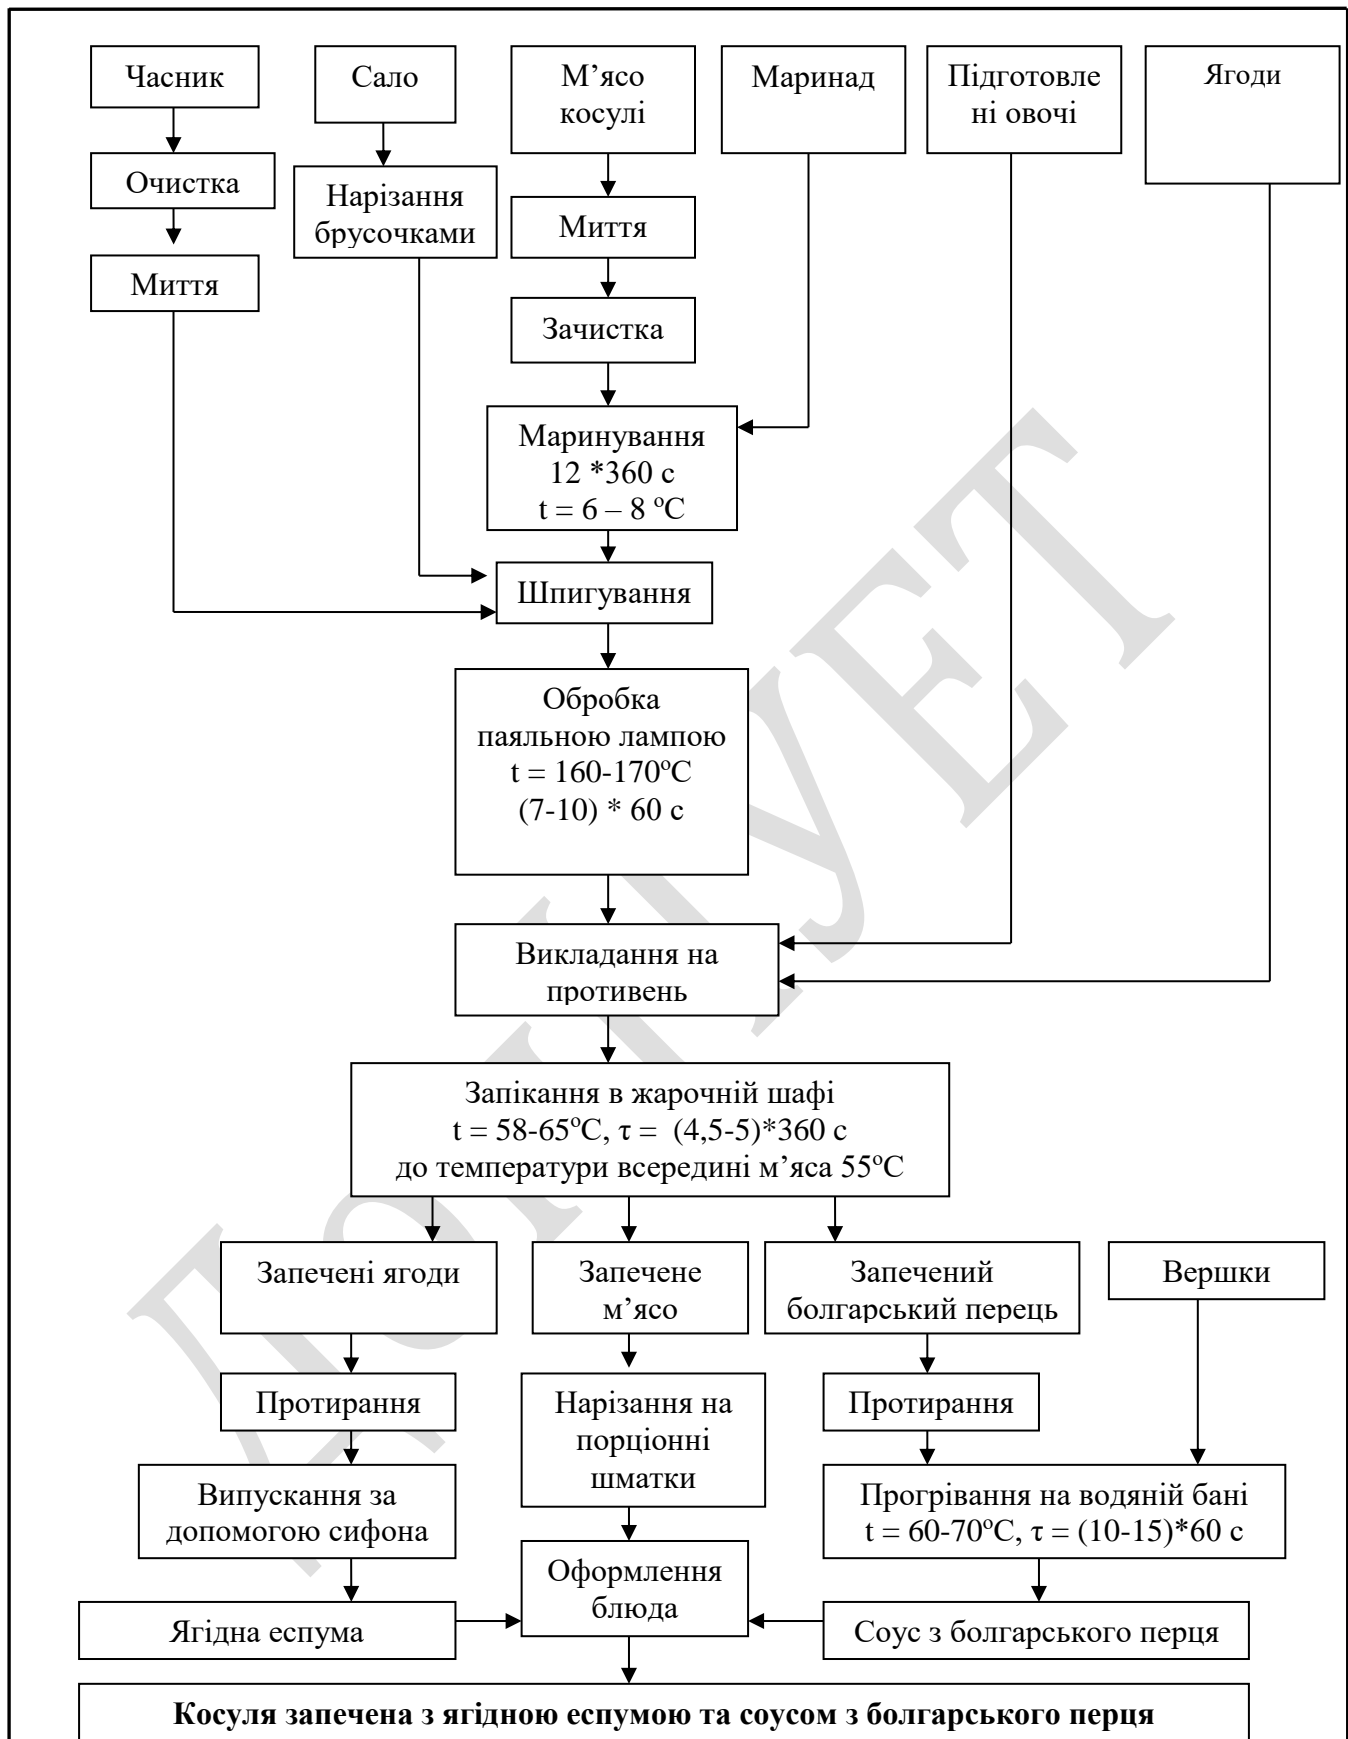 Часник
Сало
М’ясо
косулі
Маринад
Підготовле
ні овочі
Ягоди
Очистка
Нарізання
брусочками
Миття
Миття
Зачистка
Маринування
12 *360 с
t = 6 – 8 ºС
Шпигування
Обробка
паяльною лампою
t = 160-170ºС
(7-10) * 60 с
Викладання на
противень
Запікання в жарочній шафі
t = 58-65ºС, τ = (4,5-5)*360 с
до температури всередині м’яса 55ºС
Запечені ягоди
Запечене
м’ясо
Запечений
болгарський перець
Вершки
Протирання
Нарізання на
порціонні
шматки
Протирання
Випускання за
допомогою сифона
Прогрівання на водяній бані
t = 60-70ºС, τ = (10-15)*60 с
Оформлення
блюда
Ягідна еспума
Соус з болгарського перця
Косуля запечена з ягідною еспумою та соусом з болгарського перця
ДонНУЕТ